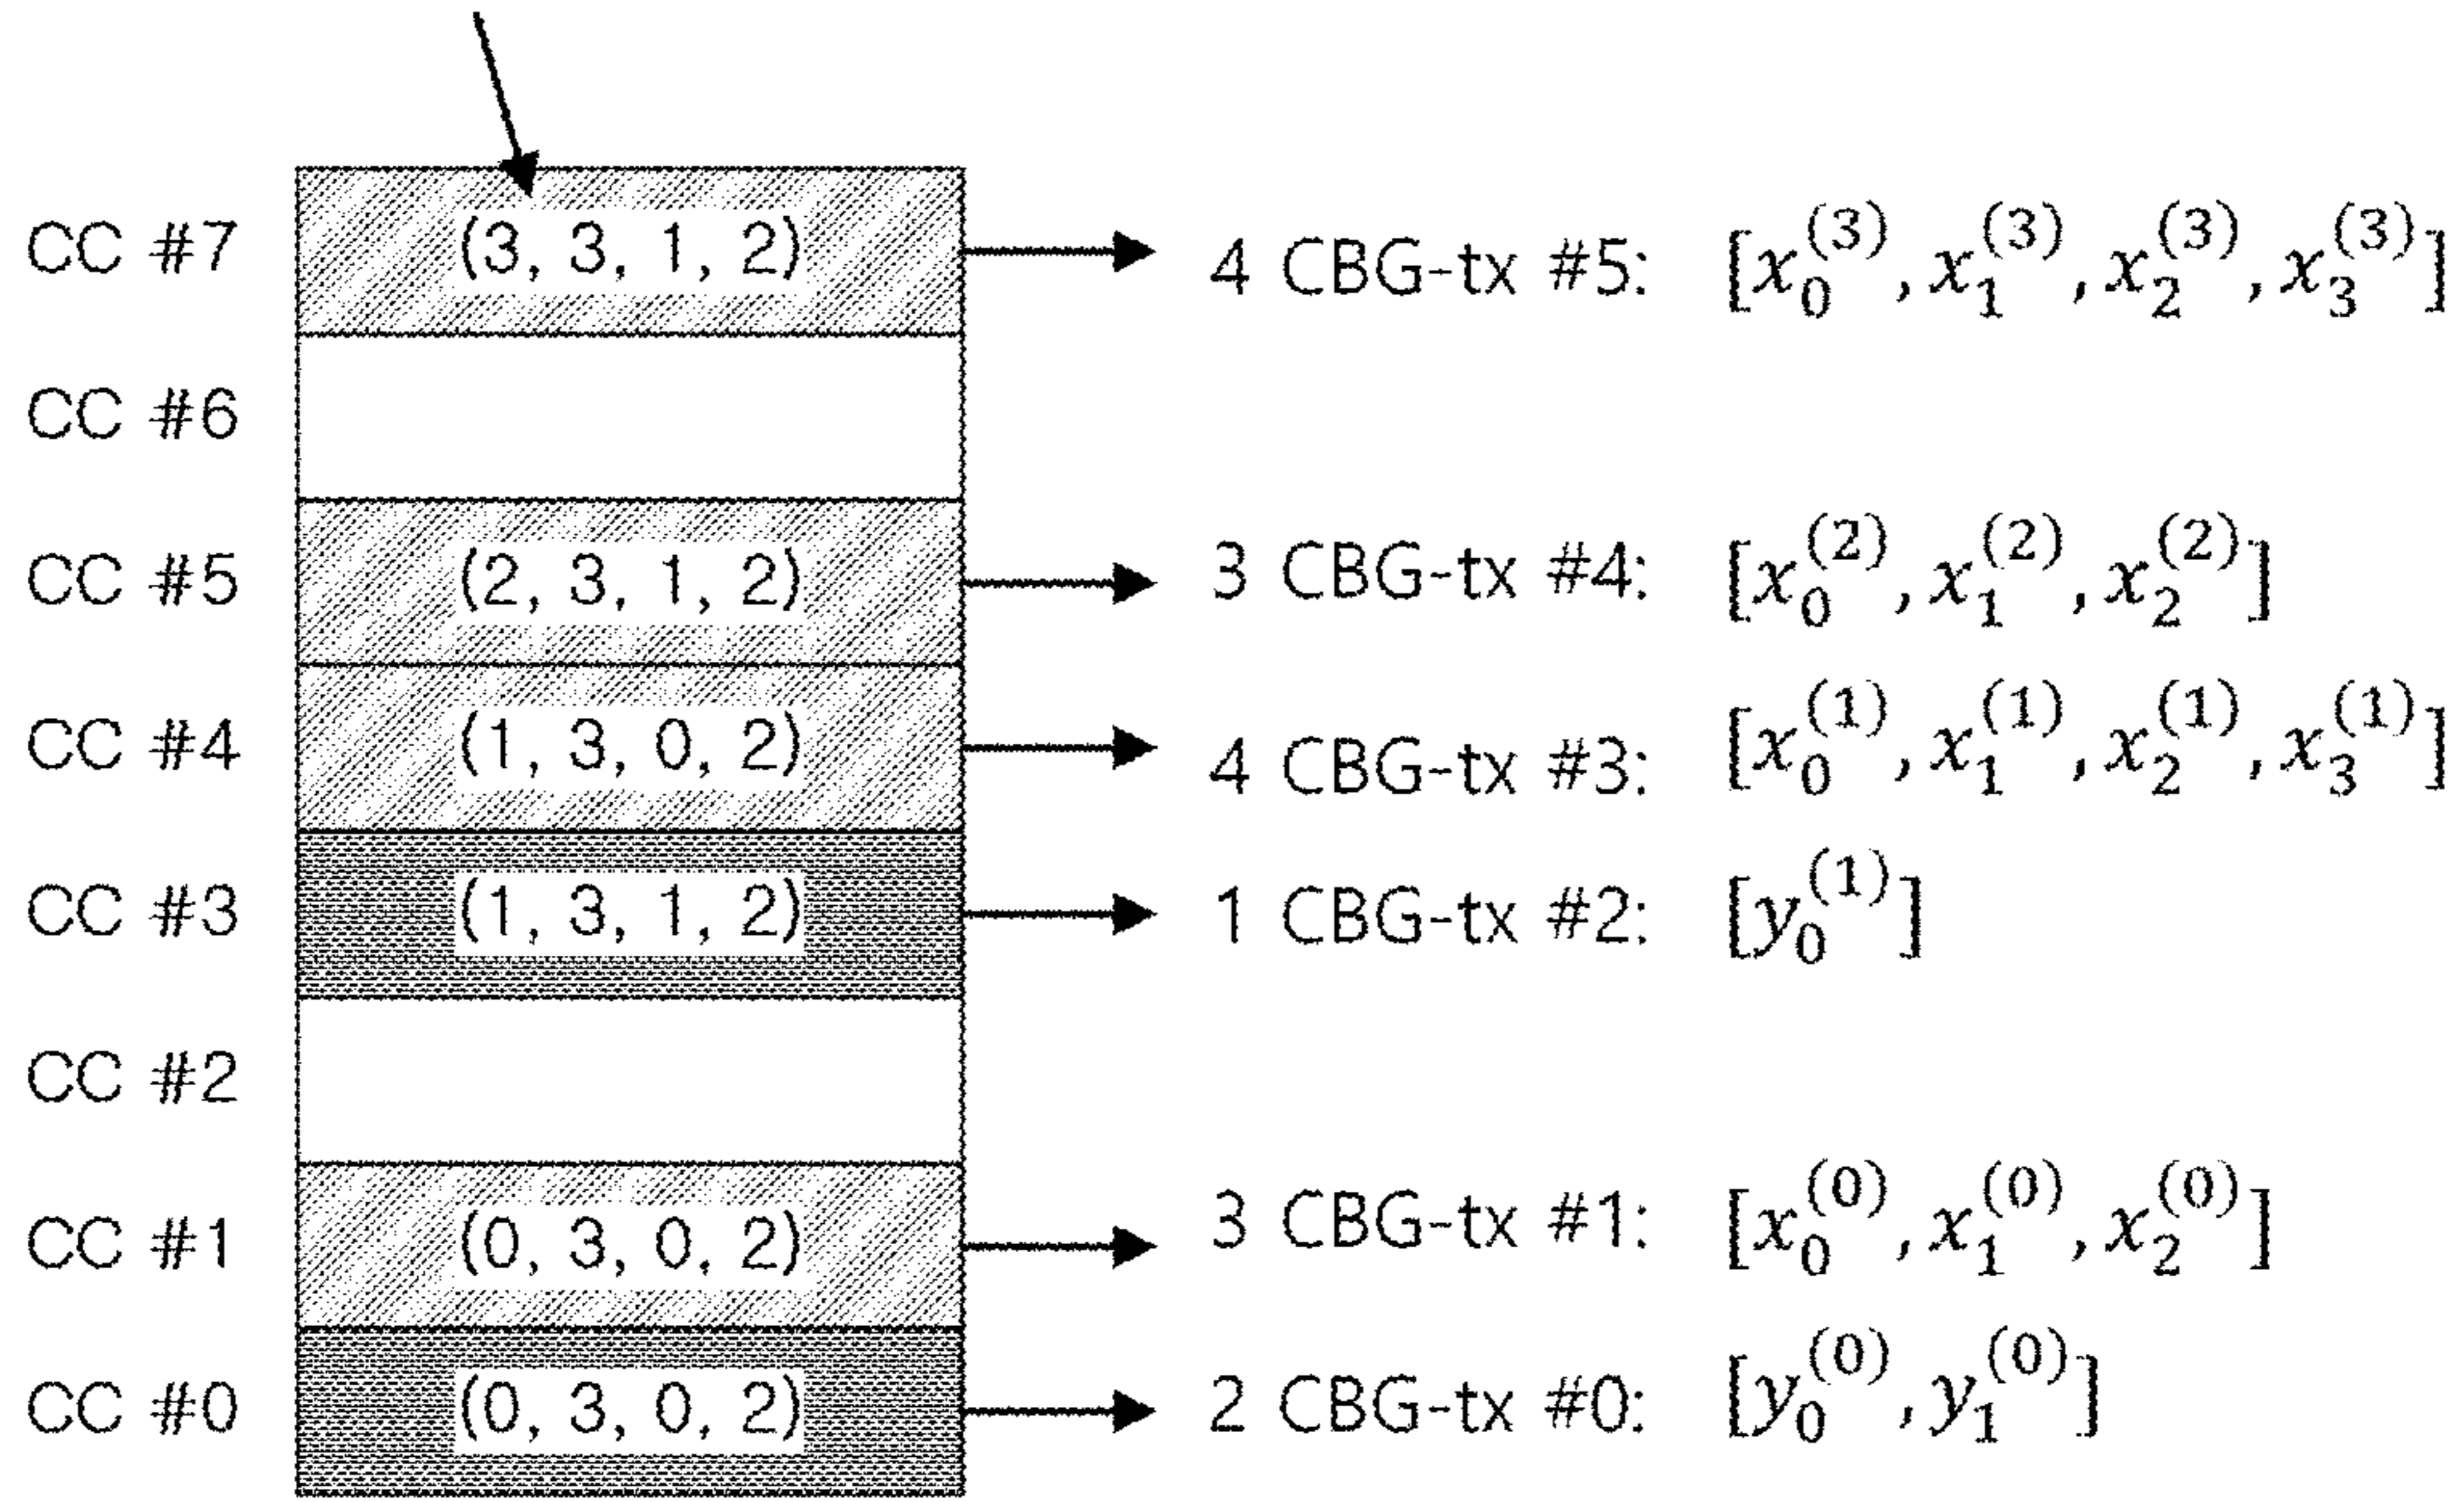 CC #7 (3, 3, 1, 2) 4 CBG-tx #5: [x_0^(3), x_1^(3), x_2^(3), x_3^(3)]
CC #6
CC #5 (2, 3, 1, 2) 3 CBG-tx #4: [x_0^(2), x_1^(2), x_2^(2)]
CC #4 (1, 3, 0, 2) 4 CBG-tx #3: [x_0^(1), x_1^(1), x_2^(1), x_3^(1)]
CC #3 (1, 3, 1, 2) 1 CBG-tx #2: [y_0^(1)]
CC #2
CC #1 (0, 3, 0, 2) 3 CBG-tx #1: [x_0^(0), x_1^(0), x_2^(0)]
CC #0 (0, 3, 0, 2) 2 CBG-tx #0: [y_0^(0), y_1^(0)]